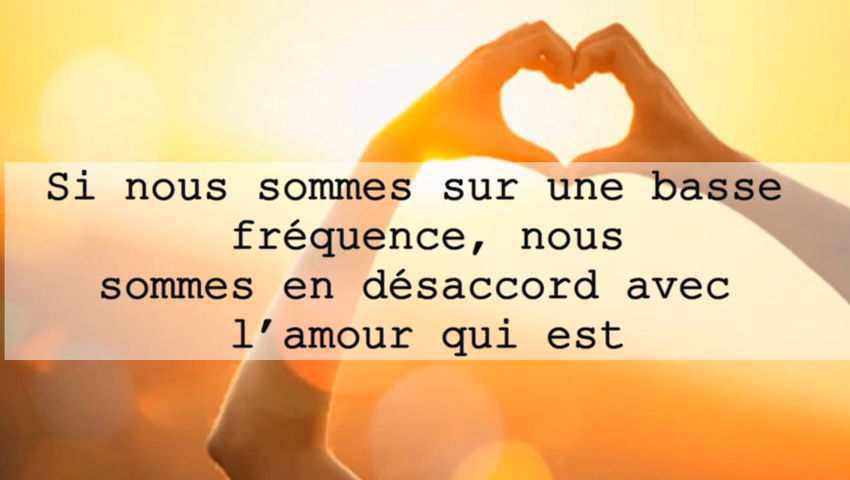 Si nous sommes sur une basse
fréquence, nous
sommes en désaccord avec
l’amour qui est